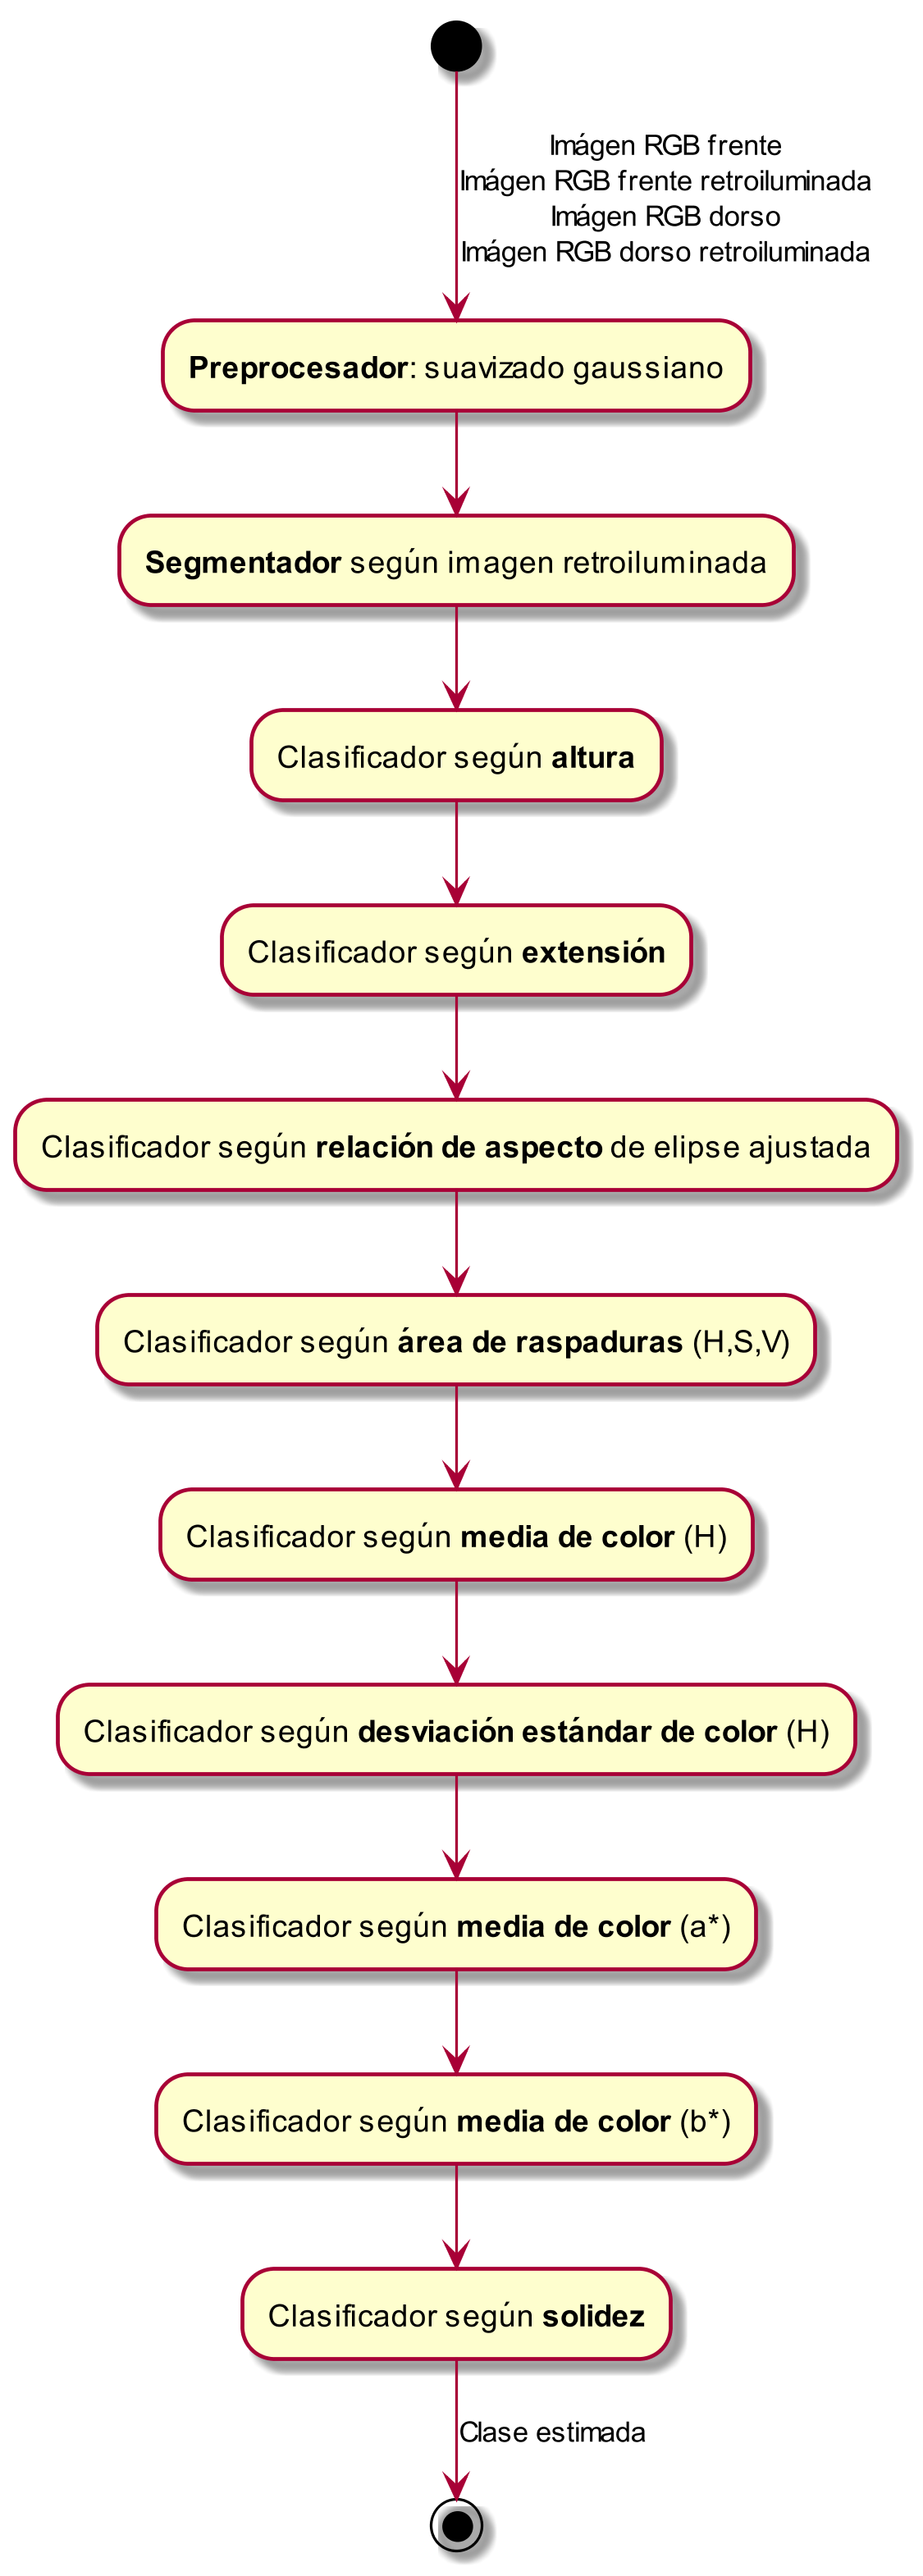 Imágen RGB frente
Imágen RGB frente retroiluminada
Imágen RGB dorso
Imágen RGB dorso retroiluminada
Preprocesador: suavizado gaussiano
Segmentador según imagen retroiluminada
Clasificador según altura
Clasificador según extensión
Clasificador según relación de aspecto de elipse ajustada
Clasificador según área de raspaduras (H,S,V)
Clasificador según media de color (H)
Clasificador según desviación estándar de color (H)
Clasificador según media de color (a*)
Clasificador según media de color (b*)
Clasificador según solidez
Clase estimada